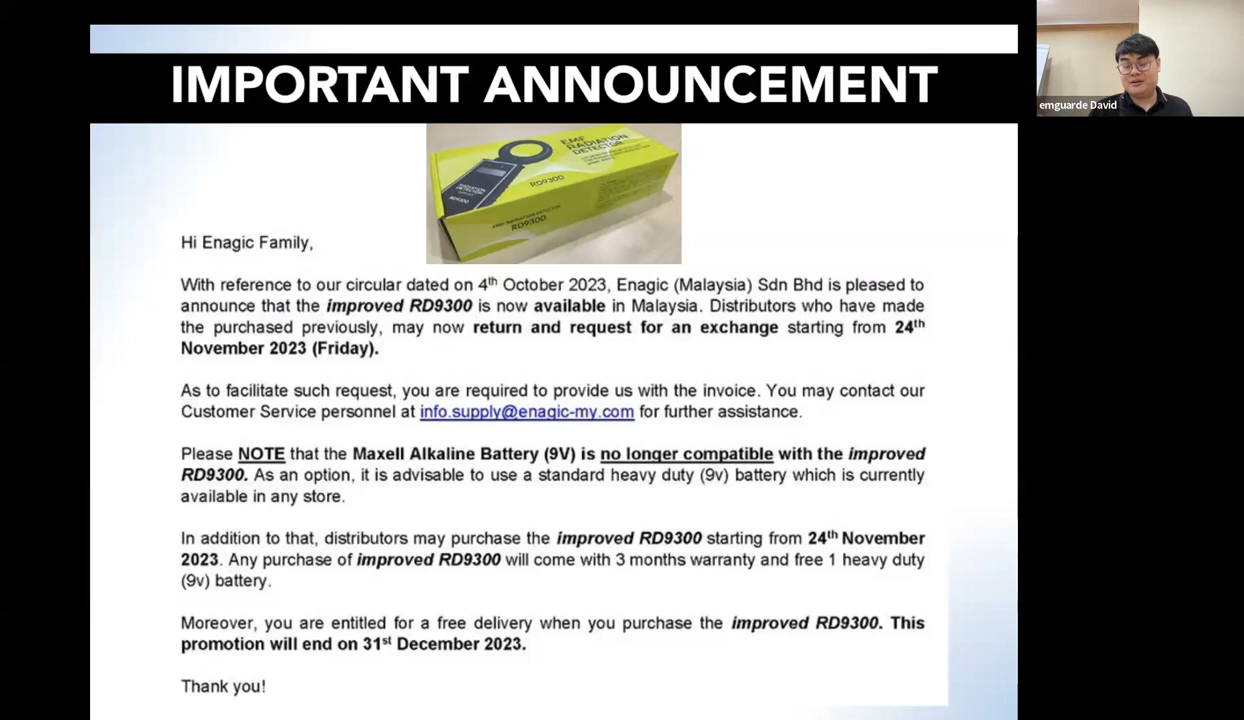 IMPORTANT ANNOUNCEMENT
emguarde David
EMF
RADIATION
DETECTOR
RD9300
RADIATION
DETECTOR
RD9300
EMF RADIATION DETECTOR
RD9300
Hi Enagic Family,
With reference to our circular dated on 4th October 2023, Enagic (Malaysia) Sdn Bhd is pleased to
announce that the improved RD9300 is now available in Malaysia. Distributors who have made
the purchased previously, may now return and request for an exchange starting from 24th
November 2023 (Friday).
As to facilitate such request, you are required to provide us with the invoice. You may contact our
Customer Service personnel at info.supply@enagic-my.com for further assistance.
Please NOTE that the Maxell Alkaline Battery (9V) is no longer compatible with the improved
RD9300. As an option, it is advisable to use a standard heavy duty (9v) battery which is currently
available in any store.
In addition to that, distributors may purchase the improved RD9300 starting from 24th November
2023. Any purchase of improved RD9300 will come with 3 months warranty and free 1 heavy duty
(9v) battery.
Moreover, you are entitled for a free delivery when you purchase the improved RD9300. This
promotion will end on 31st December 2023.
Thank you!